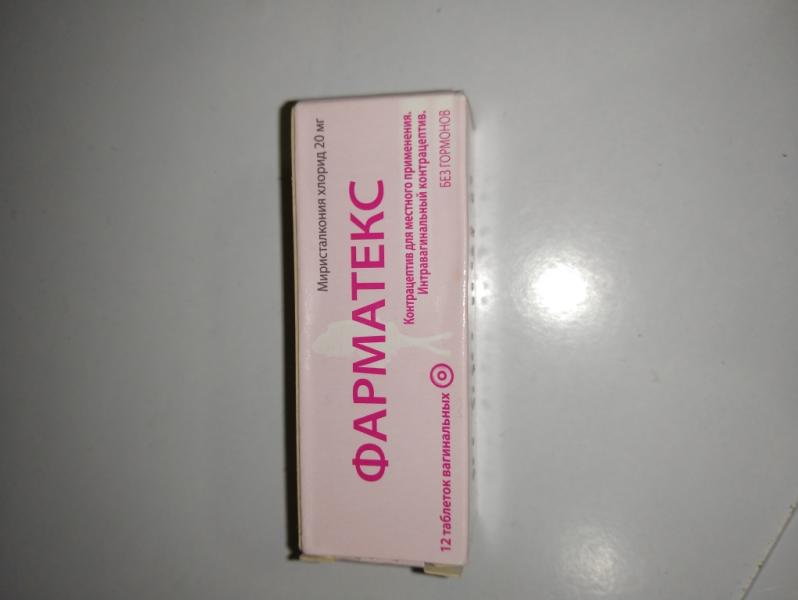 Миристалкония хлорид 20 мг
ФАРМАТЕКС
Контрацептив для местного применения.
Интравагинальный контрацептив.
БЕЗ ГОРМОНОВ
12 таблеток вагинальных